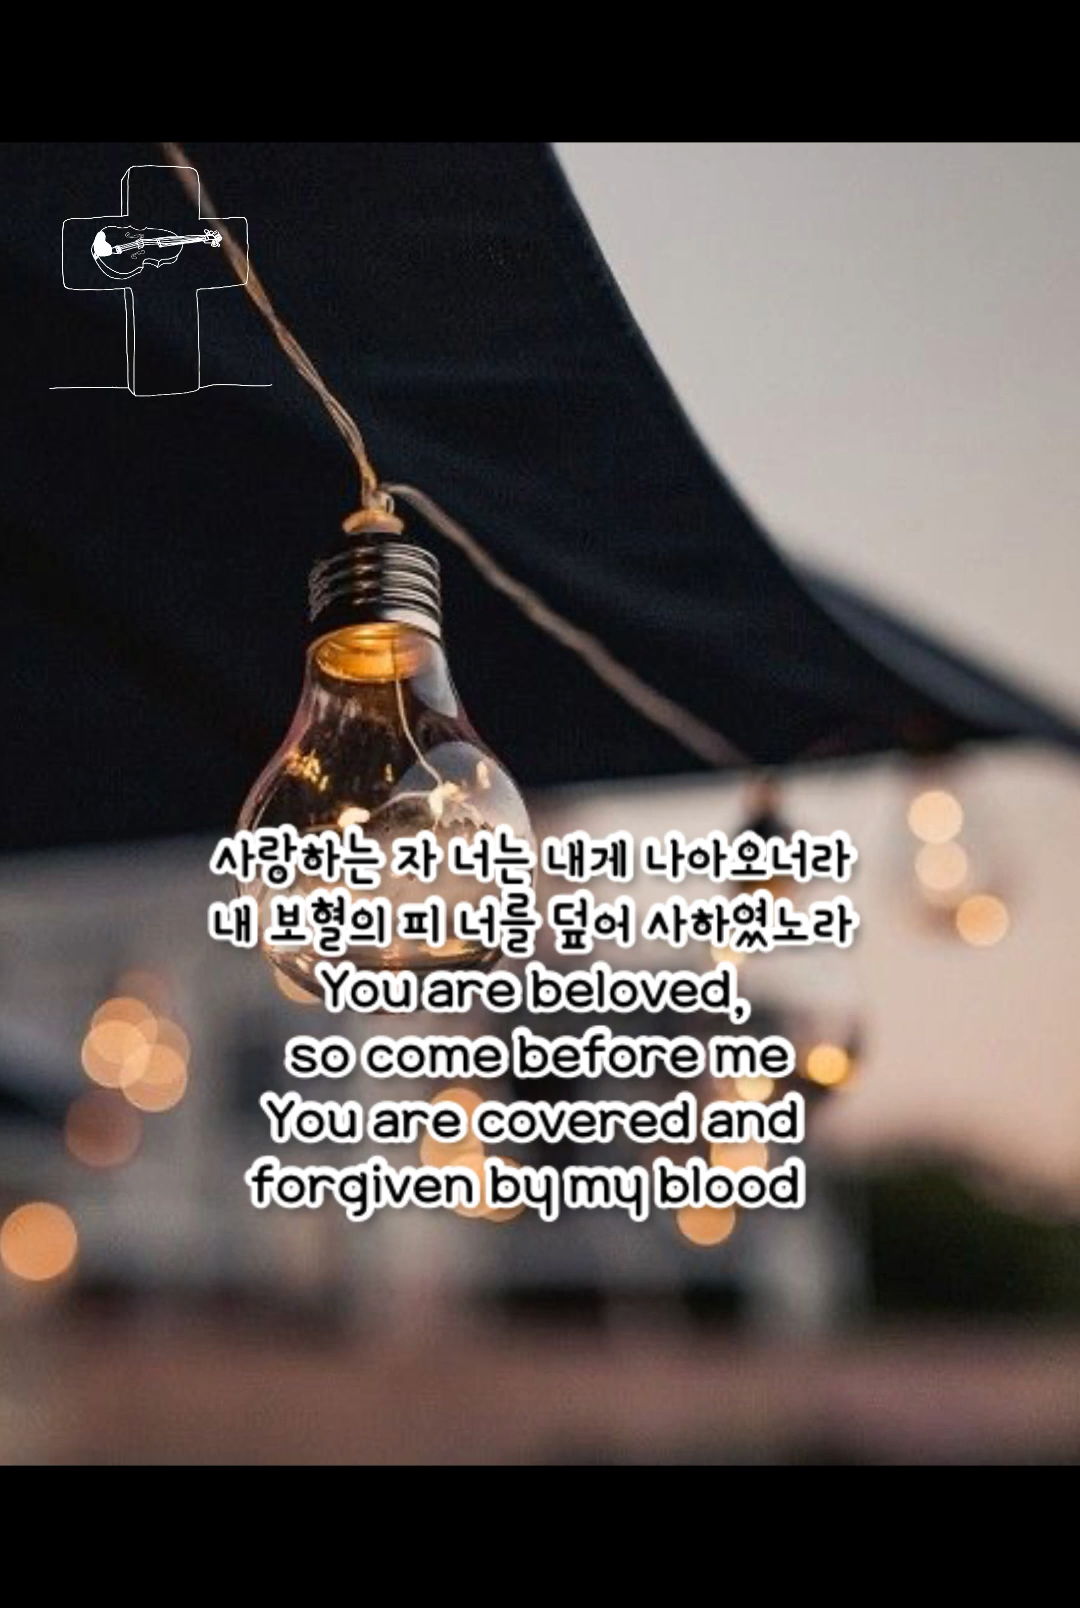 사랑하는 자 너는 내게 나아오너라
내 보혈의 피 너를 덮어 사하였노라
You are beloved,
so come before me
You are covered and
forgiven by my blood